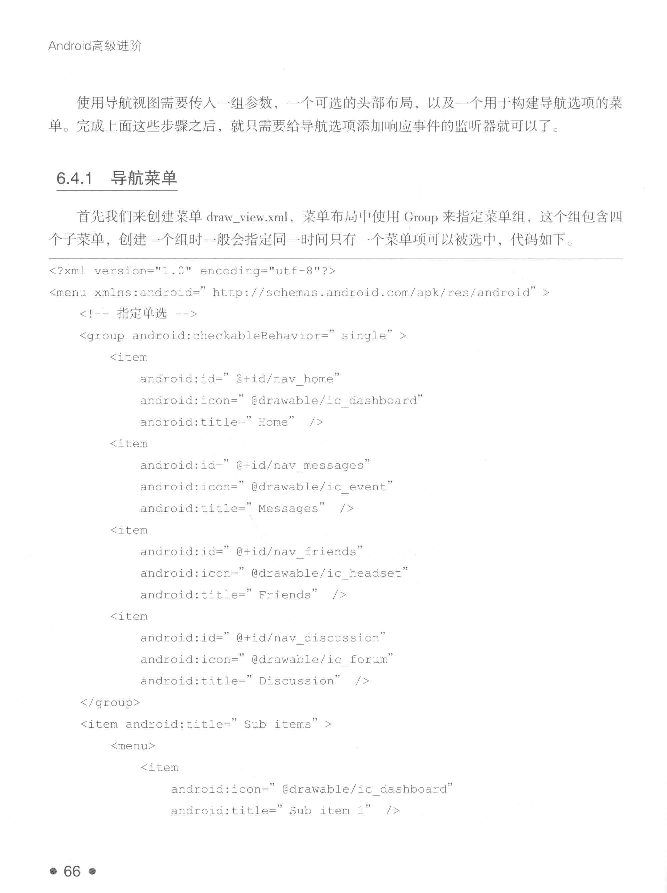 Android高级进阶
使用导航视图需要传入一组参数，一个可选的头部布局，以及一个用于构建导航选项的菜
单。完成上面这些步骤之后，就只需要给导航选项添加响应事件的监听器就可以了。
6.4.1 导航菜单
首先我们来创建菜单 draw_view.xml，菜单布局中使用 Group 来指定菜单组，这个组包含四
个子菜单，创建一个组时一般会指定同一时间只有一个菜单项可以被选中，代码如下。
<?xml version="1.0" encoding="utf-8"?>
<menu xmlns:android=” http://schemas.android.com/apk/res/android” >
<!-- 指定单选 -->
<group android:checkableBehavior=” single” >
<item
android:id=” @+id/nav_home”
android:icon=” @drawable/ic_dashboard”
android:title=” Home” />
<item
android:id=” @+id/nav_messages”
android:icon=” @drawable/ic_event”
android:title=” Messages” />
<item
android:id=” @+id/nav_friends”
android:icon=” @drawable/ic_headset”
android:title=” Friends” />
<item
android:id=” @+id/nav_discussion”
android:icon=” @drawable/ic_forum”
android:title=” Discussion” />
</group>
<item android:title=” Sub items” >
<menu>
<item
android:icon=” @drawable/ic_dashboard”
android:title=” Sub item 1” />
• 66 •